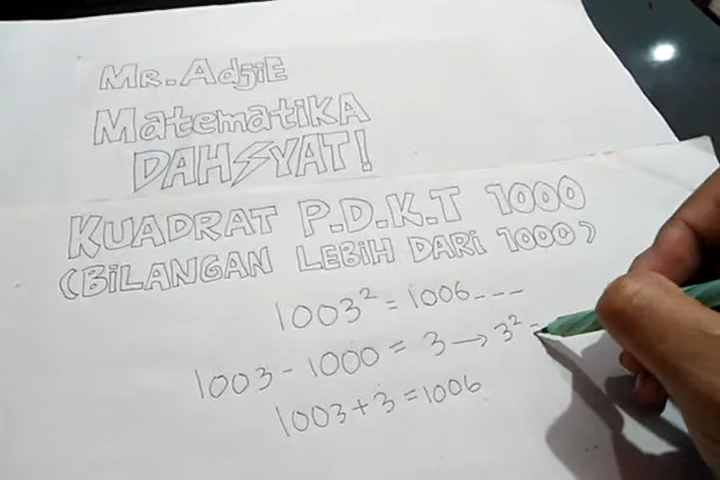 Mr. AdjiE
Matematika
DAHSYAT!
KUADRAT P.D.K.T 1000
(BiLANGAN LEBiH DARi 1000)
1003² = 1006---
1003 - 1000 = 3 → 3² =
1003 + 3 = 1006